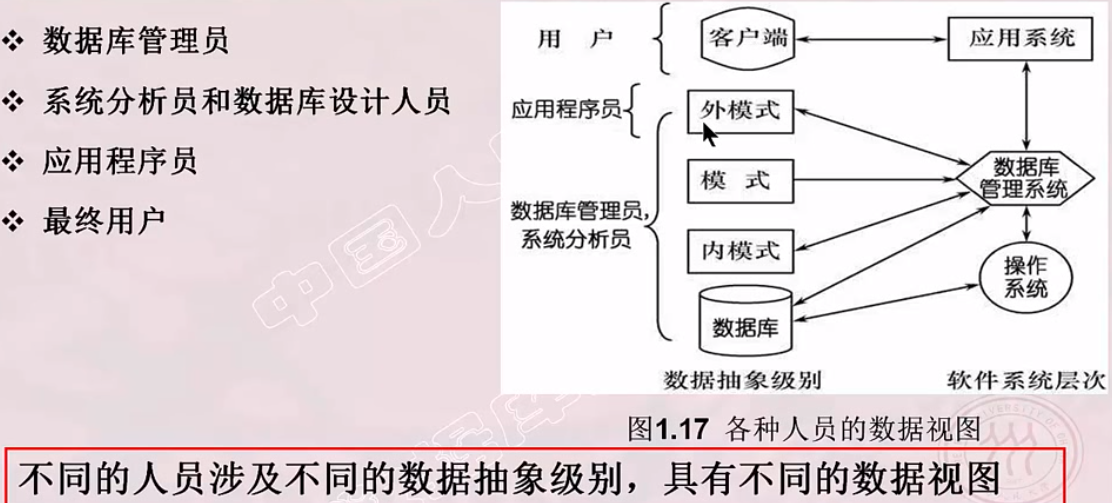 ❖ 数据库管理员
❖ 系统分析员和数据库设计人员
❖ 应用程序员
❖ 最终用户
用 户
客户端
应用系统
应用程序员
外模式
模 式
数据库管理员,
系统分析员
内模式
数据库
数据库
管理系统
操作
系统
数据抽象级别
软件系统层次
图1.17 各种人员的数据视图
不同的人员涉及不同的数据抽象级别，具有不同的数据视图